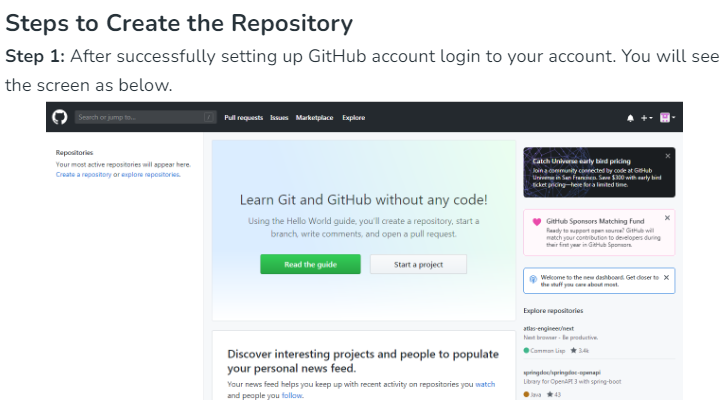 Steps to Create the Repository
Step 1: After successfully setting up GitHub account login to your account. You will see
the screen as below.
Search or jump to...
/
Pull requests Issues Marketplace Explore
Repositories
Your most active repositories will appear here.
Create a repository or explore repositories.
Learn Git and GitHub without any code!
Using the Hello World guide, you'll create a repository, start a
branch, write comments, and open a pull request.
Read the guide
Start a project
Discover interesting projects and people to populate
your personal news feed.
Your news feed helps you keep up with recent activity on repositories you watch
and people you follow.
Catch Universe early bird pricing
Join a community connected by code at GitHub
Universe in San Francisco. Save $300 with early bird
ticket pricing—here for a limited time.
GitHub Sponsors Matching Fund
Ready to support open source? GitHub will
match your contribution to developers during
their first year in GitHub Sponsors.
Welcome to the new dashboard. Get closer to
the stuff you care about most.
Explore repositories
atlas-engineer/next
Next browser - Be productive.
Common Lisp 3.4k
springdoc/springdoc-openapi
Library for OpenAPI 3 with spring-boot
Java 43